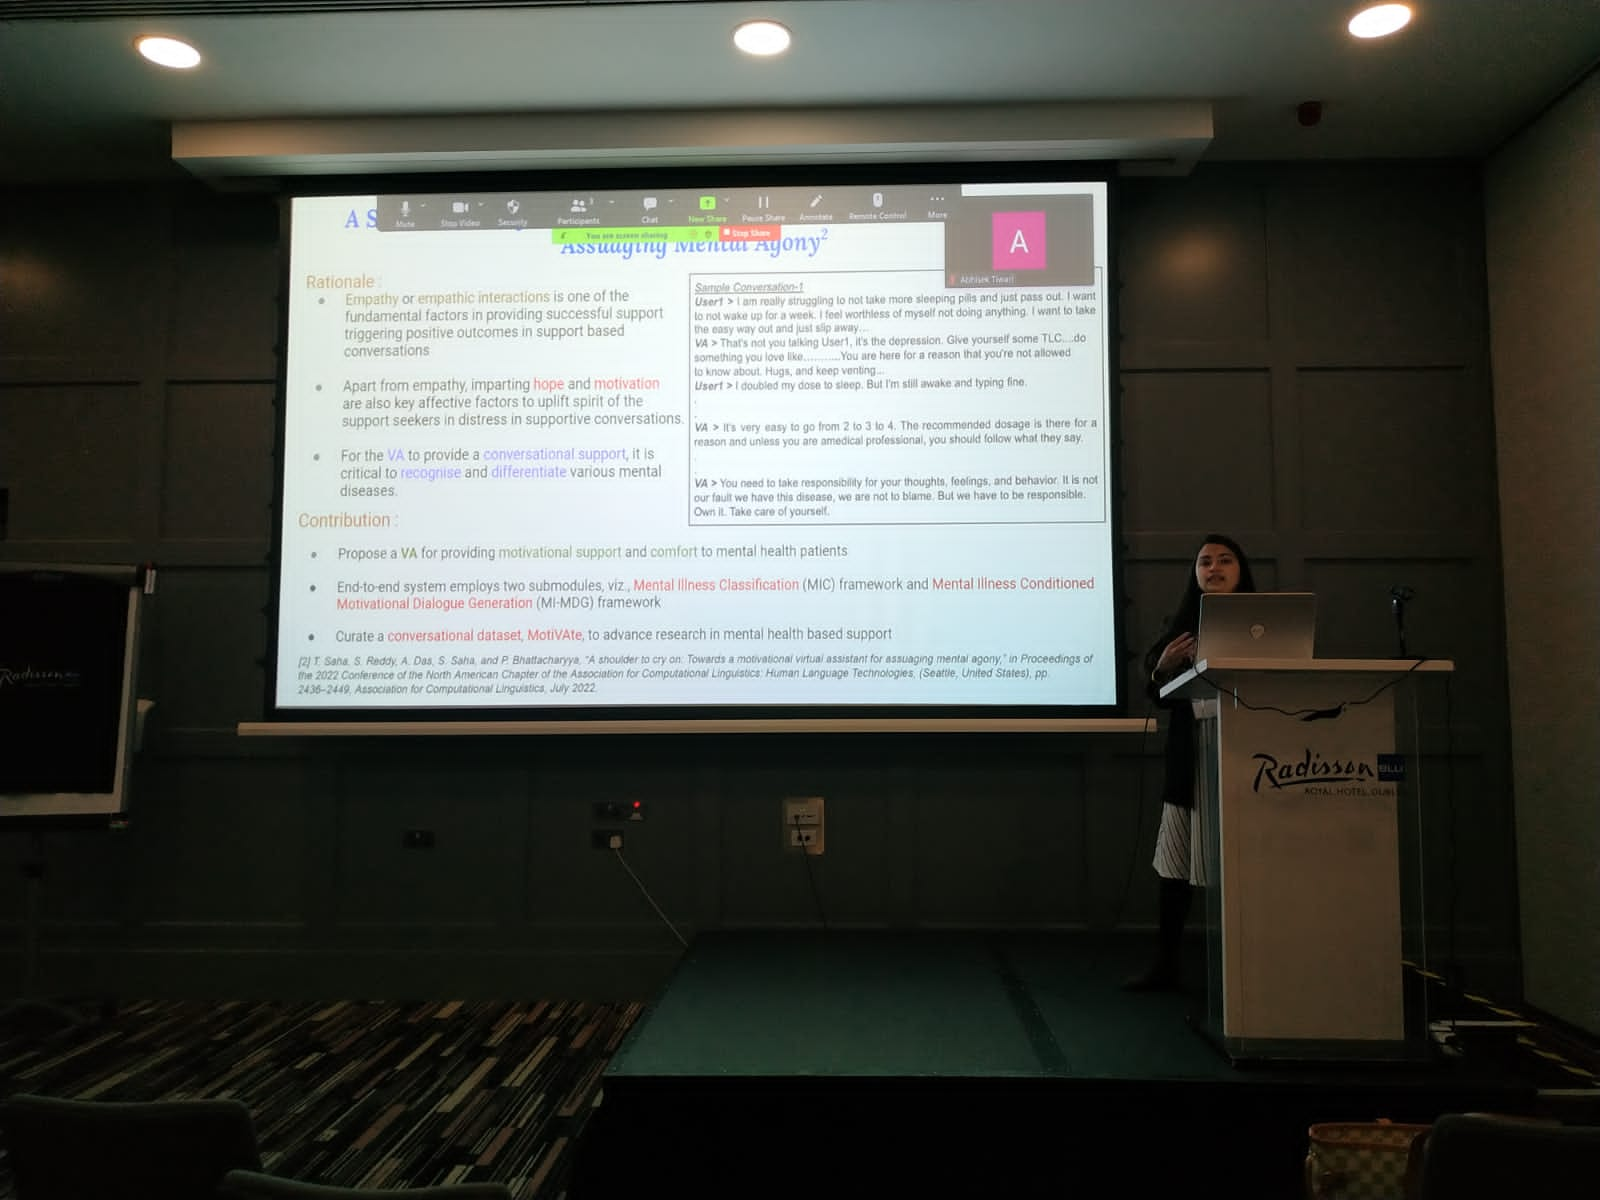 Mute
Stop Video
Security
Participants
3
Chat
New Share
Pause Share
Annotate
Remote Control
More
You are screen sharing
Stop Share
A S
Assuaging Mental Agony2
A
Abhisek Tiwari
Rationale :
Empathy or empathic interactions is one of the
fundamental factors in providing successful support
triggering positive outcomes in support based
conversations
Apart from empathy, imparting hope and motivation
are also key affective factors to uplift spirit of the
support seekers in distress in supportive conversations.
For the VA to provide a conversational support, it is
critical to recognise and differentiate various mental
diseases.
Sample Conversation-1
User1 > I am really struggling to not take more sleeping pills and just pass out. I want
to not wake up for a week. I feel worthless of myself not doing anything. I want to take
the easy way out and just slip away...
VA > That's not you talking User1, it's the depression. Give yourself some TLC....do
something you love like...........You are here for a reason that you're not allowed
to know about. Hugs, and keep venting...
User1 > I doubled my dose to sleep. But I'm still awake and typing fine.
.
.
VA > It's very easy to go from 2 to 3 to 4. The recommended dosage is there for a
reason and unless you are amedical professional, you should follow what they say.
.
.
VA > You need to take responsibility for your thoughts, feelings, and behavior. It is not
our fault we have this disease, we are not to blame. But we have to be responsible.
Own it. Take care of yourself.
Contribution :
Propose a VA for providing motivational support and comfort to mental health patients
End-to-end system employs two submodules, viz., Mental Illness Classification (MIC) framework and Mental Illness Conditioned
Motivational Dialogue Generation (MI-MDG) framework
Curate a conversational dataset, MotiVAte, to advance research in mental health based support
[2] T. Saha, S. Reddy, A. Das, S. Saha, and P. Bhattacharyya, "A shoulder to cry on: Towards a motivational virtual assistant for assuaging mental agony," in Proceedings of
the 2022 Conference of the North American Chapter of the Association for Computational Linguistics: Human Language Technologies, (Seattle, United States), pp.
2436–2449, Association for Computational Linguistics, July 2022.
Radisson
Radisson BLU
ROYAL HOTEL, DUBLIN